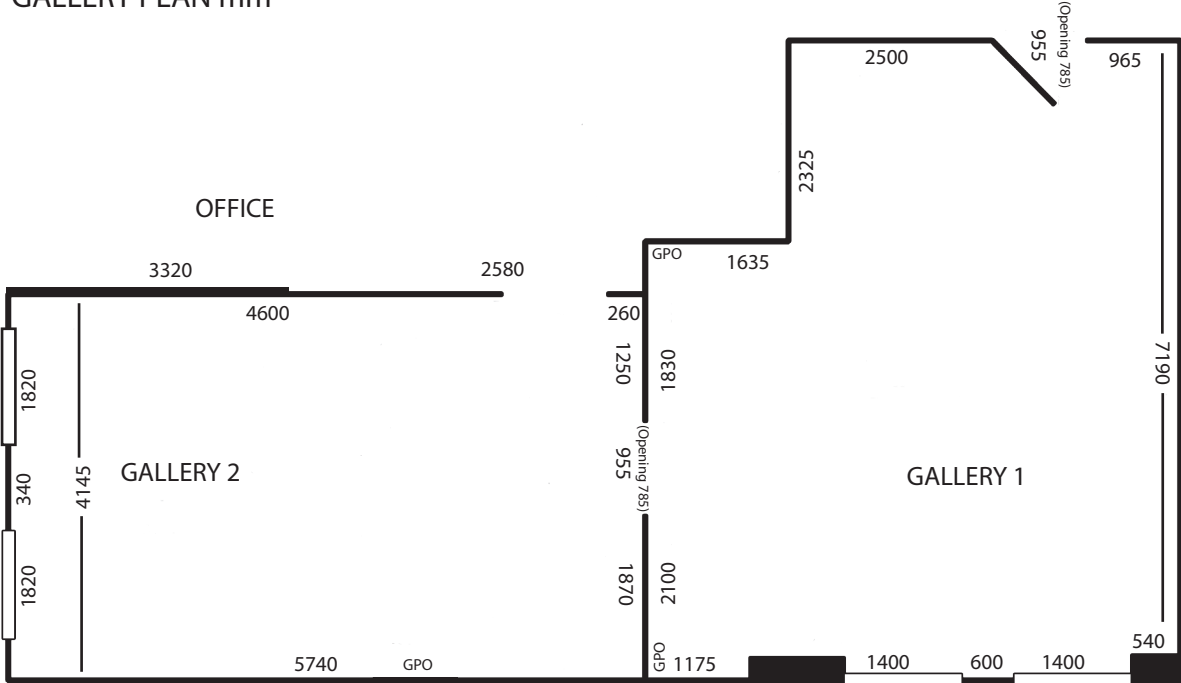 GALLERY PLAN mm
(Opening 785)
955
2500
965
2325
OFFICE
GPO
1635
3320
2580
4600
260
1250
1830
7190
1820
(Opening 785)
955
340
4145
GALLERY 2
GALLERY 1
1820
1870
2100
540
5740
GPO
GPO
1175
1400
600
1400